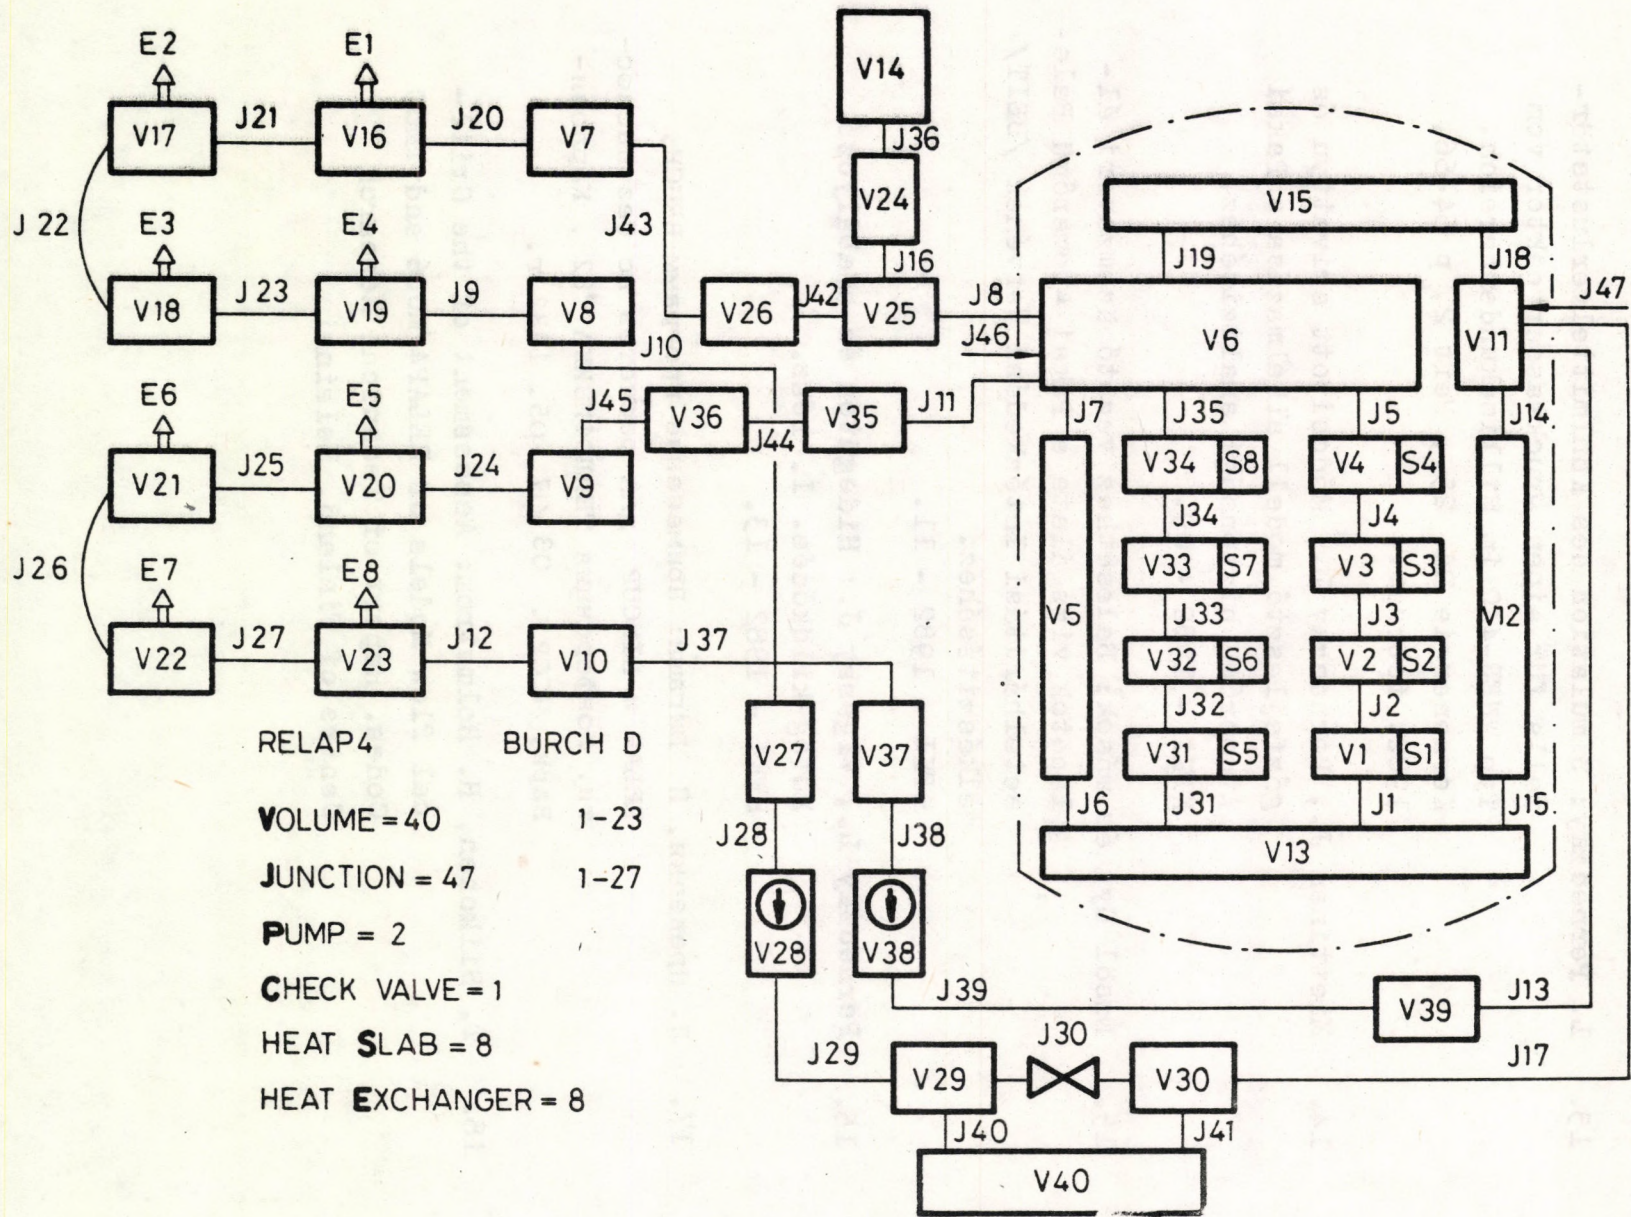 E2 E1
V14
V17 J21 V16 J20 V7
J36
V24
V15
J22
E3 E4
J43
J16
J19 J18
V18 J23 V19 J9 V8
V26 J42 V25 J8
J46
V6
V11
J47
J10
E6 E5
J45 V36 J44 V35 J11
J7 J35 J5 J14
V21 J25 V20 J24 V9
V34 S8 V4 S4
J34 J4
J26
E7 E8
V33 S7 V3 S3
V5
J33 J3
V12
V22 J27 V23 J12 V10 J37
V32 S6 V2 S2
J32 J2
V27 V37
V31 S5 V1 S1
J6 J31 J1 J15
J28 J38
V13
V28 V38
J39
V39 J13
J29 V29 J30 V30 J17
J40 J41
V40
RELAP4 BURCH D
VOLUME = 40 1-23
JUNCTION = 47 1-27
PUMP = 2
CHECK VALVE = 1
HEAT SLAB = 8
HEAT EXCHANGER = 8